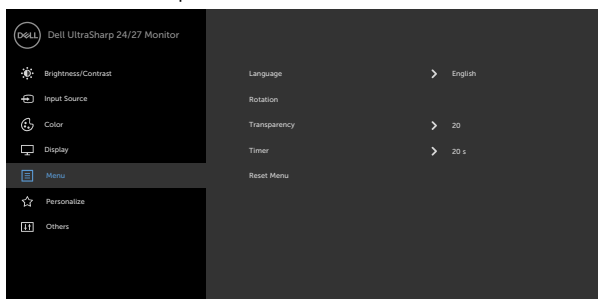 DELL
Dell UltraSharp 24/27 Monitor
Brightness/Contrast
Input Source
Color
Display
Menu
Personalize
Others
Language > English
Rotation
Transparency > 20
Timer > 20 s
Reset Menu